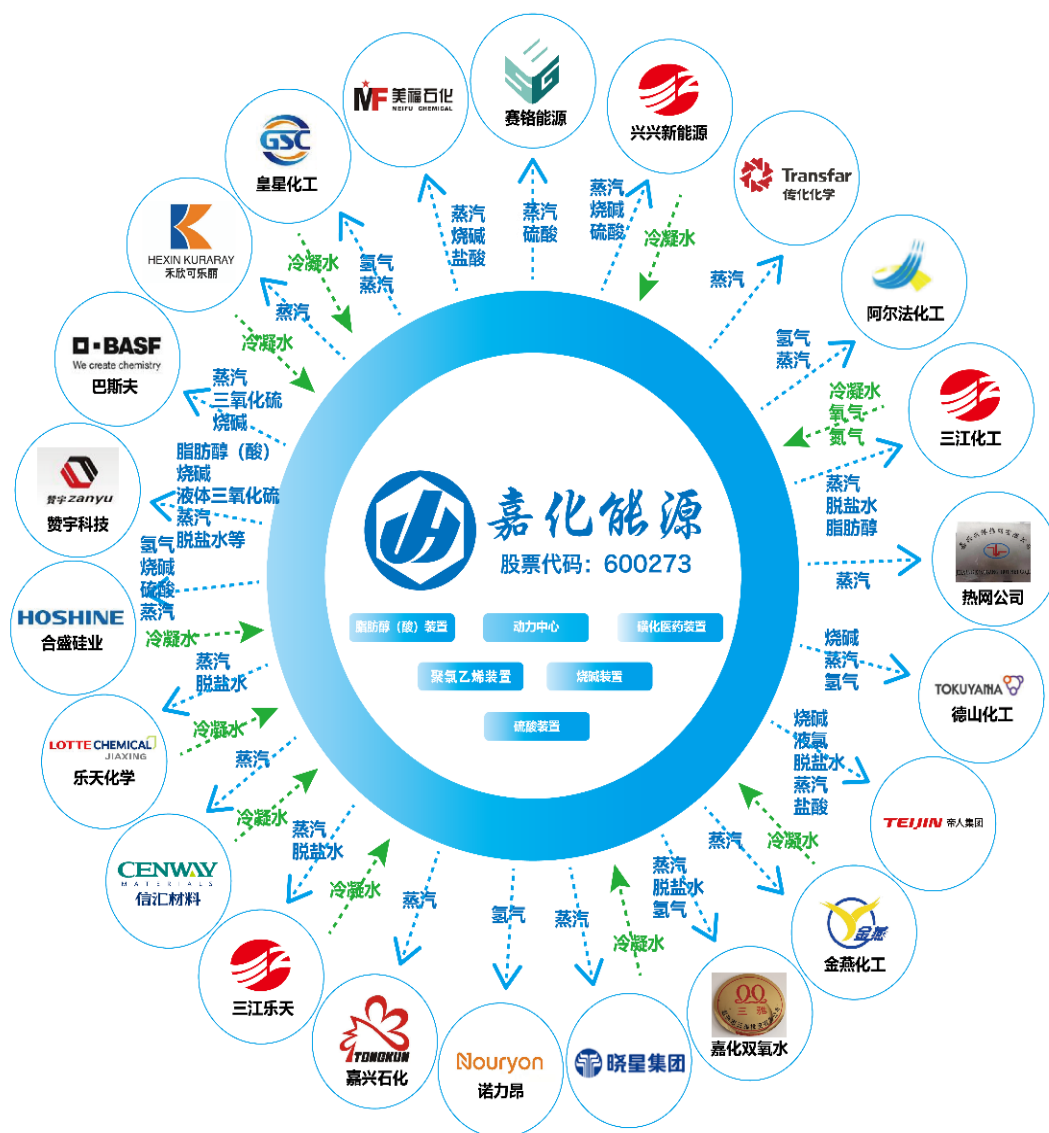 嘉化能源
股票代码：600273
脂肪醇（酸）装置
动力中心
磺化医药装置
聚氯乙烯装置
烧碱装置
硫酸装置
SG
赛铬能源
蒸汽
硫酸
兴兴新能源
蒸汽
烧碱
硫酸
冷凝水
Transfar
传化化学
蒸汽
阿尔法化工
氢气
蒸汽
三江化工
冷凝水
氧气
氮气
蒸汽
脱盐水
脂肪醇
热网公司
蒸汽
TOKUYAMA
德山化工
烧碱
蒸汽
氢气
TEIJIN 帝人集团
烧碱
液氯
脱盐水
蒸汽
盐酸
金燕
金燕化工
蒸汽
冷凝水
三强
嘉化双氧水
蒸汽
脱盐水
氢气
晓星集团
蒸汽
冷凝水
Nouryon
诺力昂
氢气
TONGKUN
嘉兴石化
蒸汽
三江乐天
蒸汽
脱盐水
冷凝水
CENWAY
MATERIALS
信汇材料
蒸汽
冷凝水
LOTTE CHEMICAL
JIAXING
乐天化学
蒸汽
脱盐水
冷凝水
HOSHINE
合盛硅业
氢气
烧碱
硫酸
蒸汽
冷凝水
赞宇 zanyu
赞宇科技
脂肪醇（酸）
烧碱
液体三氧化硫
蒸汽
脱盐水等
BASF
We create chemistry
巴斯夫
蒸汽
三氧化硫
烧碱
HEXIN KURARAY
禾欣可乐丽
蒸汽
冷凝水
GSC
皇星化工
氢气
蒸汽
冷凝水
MF 美福石化
MEIFU CHEMICAL
蒸汽
烧碱
盐酸